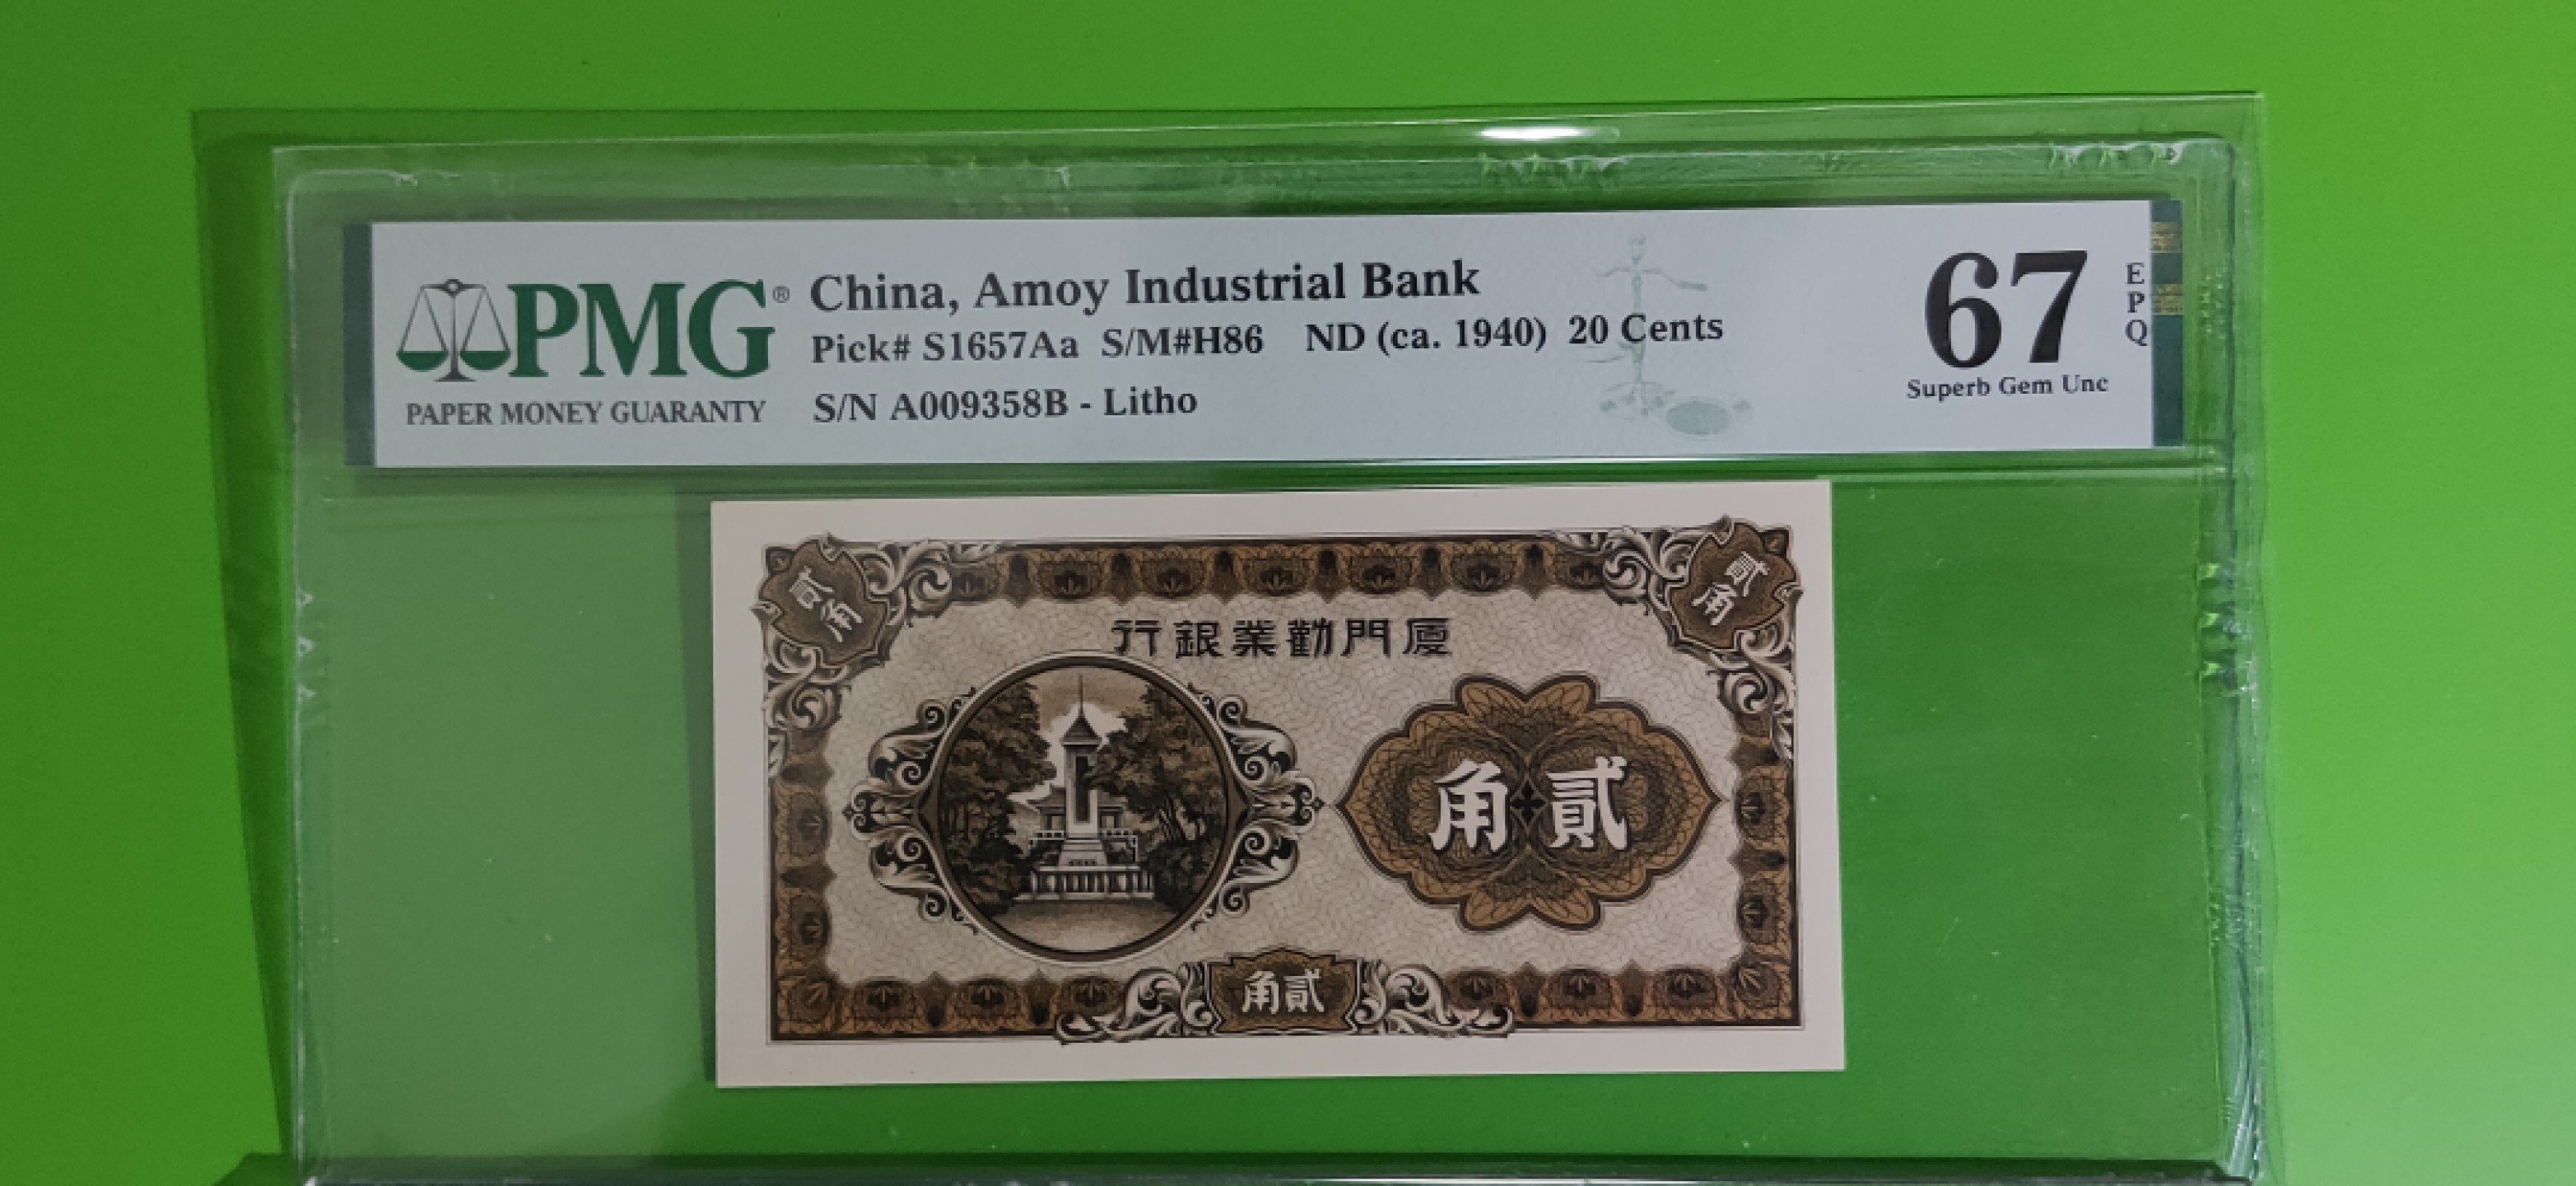 PMG®
PAPER MONEY GUARANTY
China, Amoy Industrial Bank
Pick# S1657Aa S/M#H86 ND (ca. 1940) 20 Cents
S/N A009358B - Litho
67
EPQ
Superb Gem Unc
貳角
貳角
行銀業勸門廈
角貳
角貳